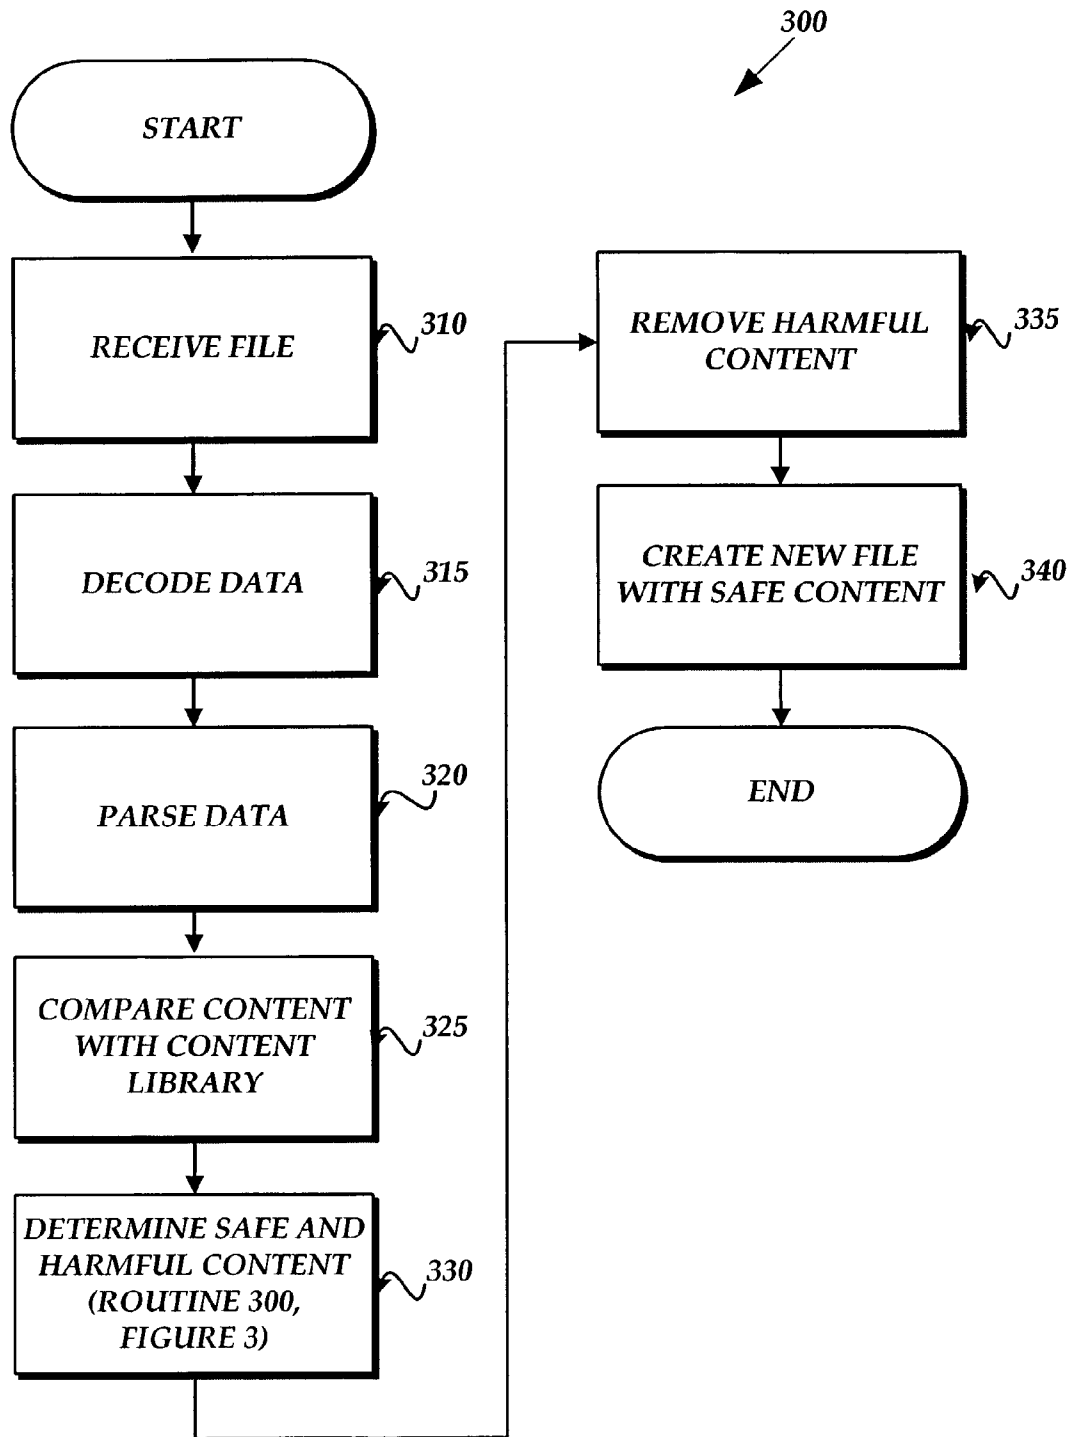 300
START
RECEIVE FILE
310
DECODE DATA
315
PARSE DATA
320
COMPARE CONTENT
WITH CONTENT
LIBRARY
325
DETERMINE SAFE AND
HARMFUL CONTENT
(ROUTINE 300,
FIGURE 3)
330
REMOVE HARMFUL
CONTENT
335
CREATE NEW FILE
WITH SAFE CONTENT
340
END